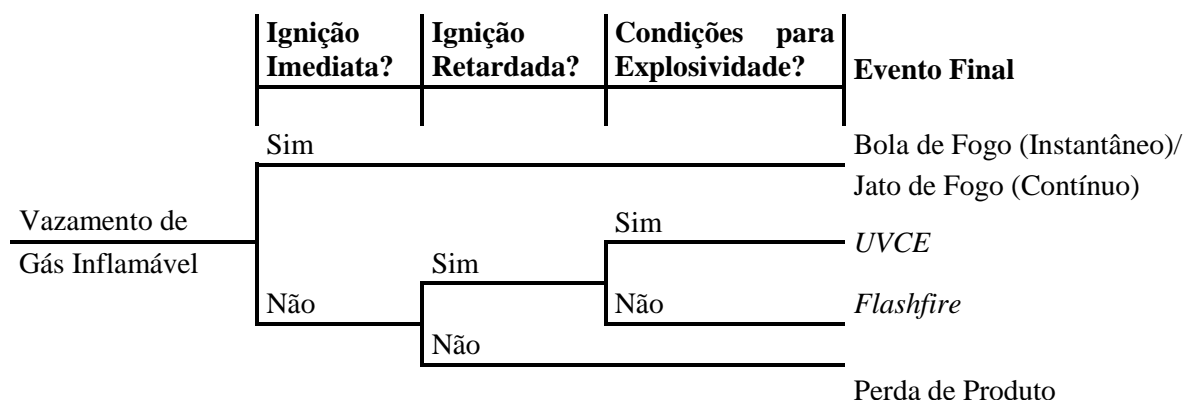 Ignição Ignição Condições para
Imediata? Retardada? Explosividade? Evento Final
Sim Bola de Fogo (Instantâneo)/
Jato de Fogo (Contínuo)
Vazamento de Sim
UVCE
Gás Inflamável Sim
Não Não Flashfire
Não
Perda de Produto